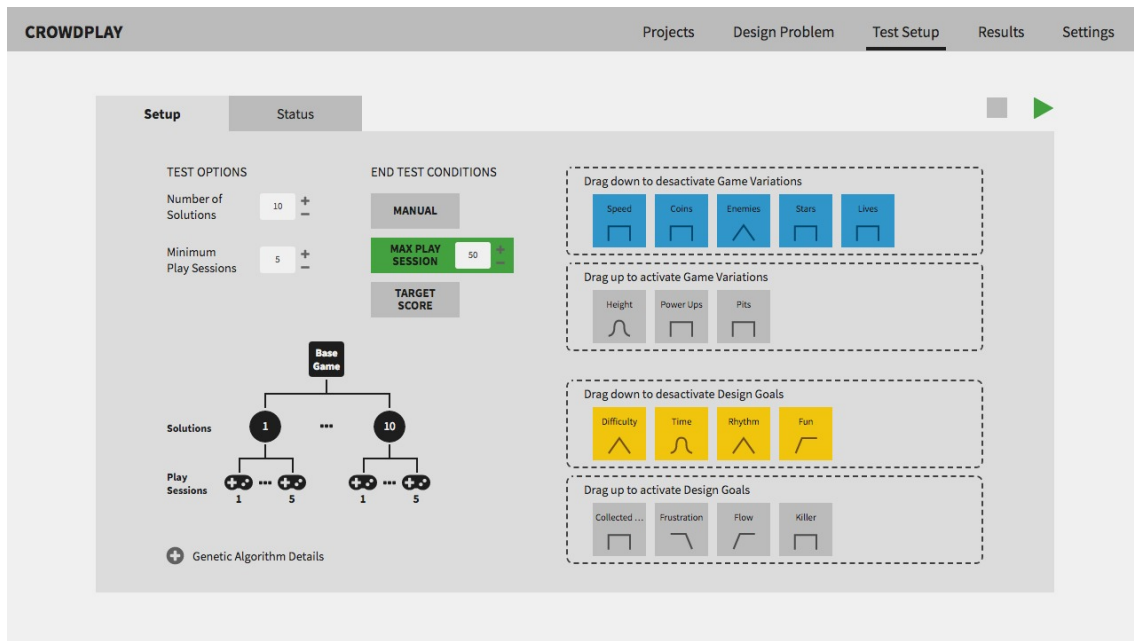 CROWDPLAY
Projects
Design Problem
Test Setup
Results
Settings
Setup
Status
TEST OPTIONS
Number of
Solutions
10
Minimum
Play Sessions
5
END TEST CONDITIONS
MANUAL
MAX PLAY
SESSION
50
TARGET
SCORE
Base
Game
Solutions
1
10
Play
Sessions
1
5
1
5
Genetic Algorithm Details
Drag down to desactivate Game Variations
Speed
Coins
Enemies
Stars
Lives
Drag up to activate Game Variations
Height
Power Ups
Pits
Drag down to desactivate Design Goals
Difficulty
Time
Rhythm
Fun
Drag up to activate Design Goals
Collected ...
Frustration
Flow
Killer